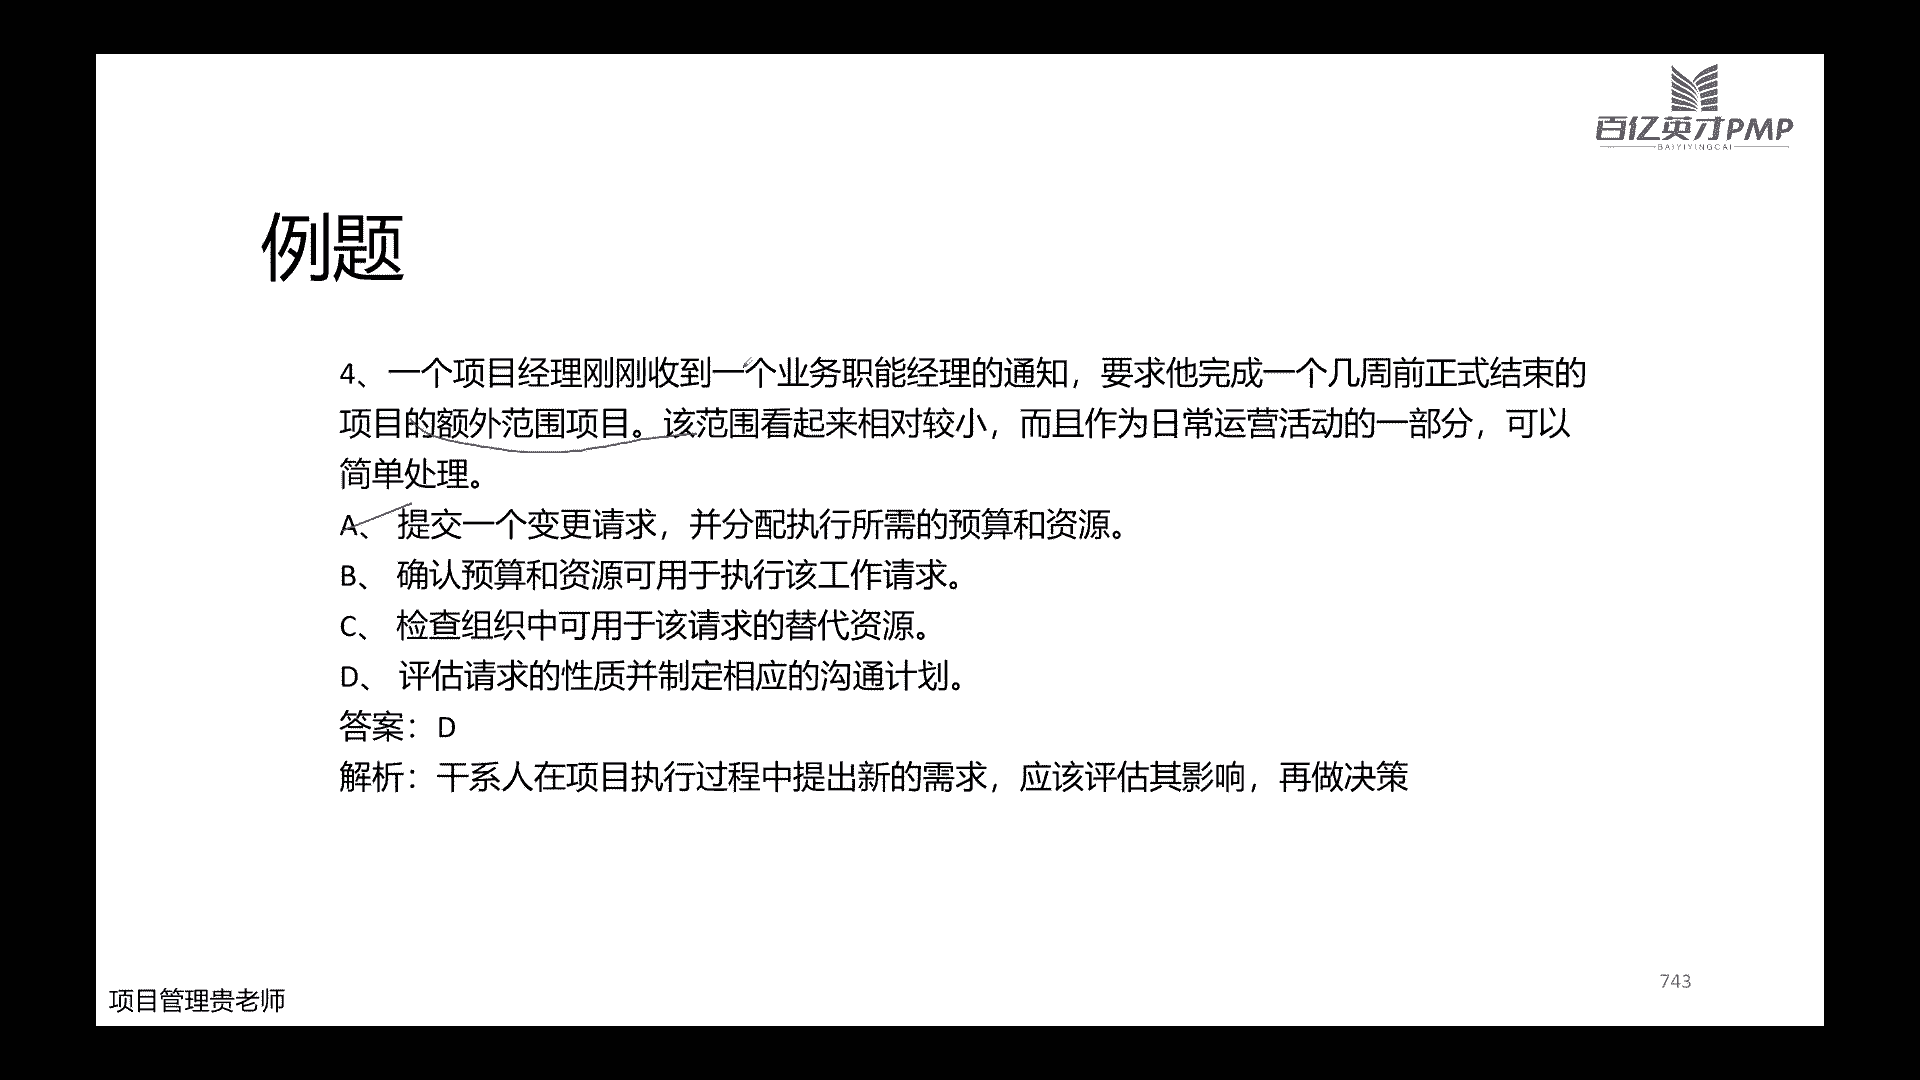 百亿英才PMP
BAIYIYINGCAI
例题
4、一个项目经理刚刚收到一个业务职能经理的通知，要求他完成一个几周前正式结束的
项目的额外范围项目。该范围看起来相对较小，而且作为日常运营活动的一部分，可以
简单处理。
A、 提交一个变更请求，并分配执行所需的预算和资源。
B、 确认预算和资源可用于执行该工作请求。
C、 检查组织中可用于该请求的替代资源。
D、 评估请求的性质并制定相应的沟通计划。
答案：D
解析：干系人在项目执行过程中提出新的需求，应该评估其影响，再做决策
743
项目管理贵老师